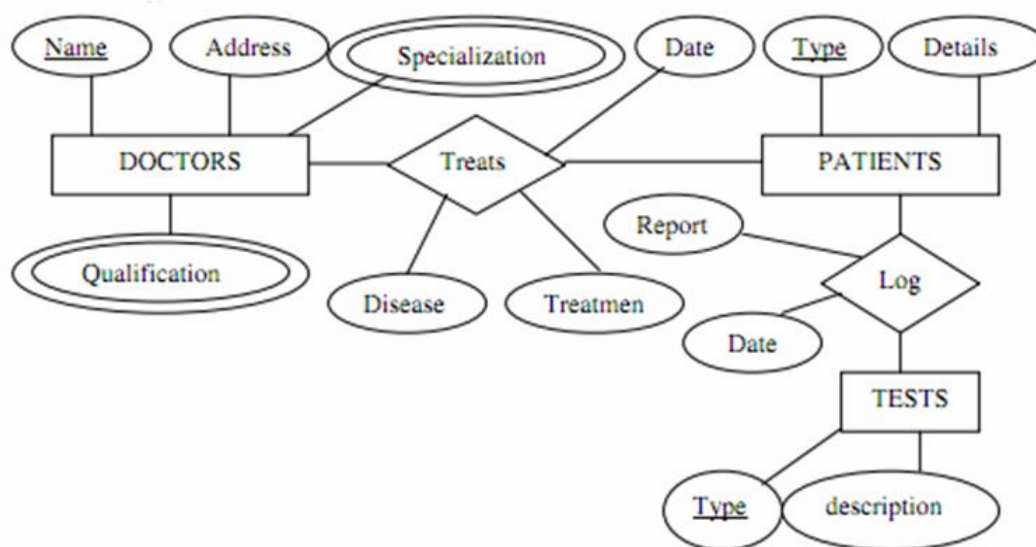 Name
Address
Specialization
Date
Type
Details
DOCTORS
Treats
PATIENTS
Report
Qualification
Log
Disease
Treatmen
Date
TESTS
Type
description